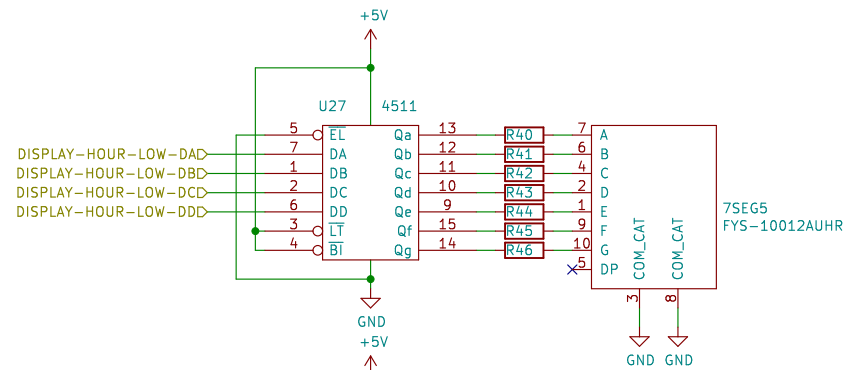 +5V
U27 4511
5 EL Qa 13 R40 7 A
DISPLAY-HOUR-LOW-DA 7 DA Qb 12 R41 6 B
DISPLAY-HOUR-LOW-DB 1 DB Qc 11 R42 4 C
DISPLAY-HOUR-LOW-DC 2 DC Qd 10 R43 2 D
DISPLAY-HOUR-LOW-DD 6 DD Qe 9 R44 1 E
3 LT Qf 15 R45 9 F
4 BI Qg 14 R46 10 G
5 DP
COM_CAT
COM_CAT
7SEG5
FYS-10012AUHR
3 8
GND
GND GND
+5V